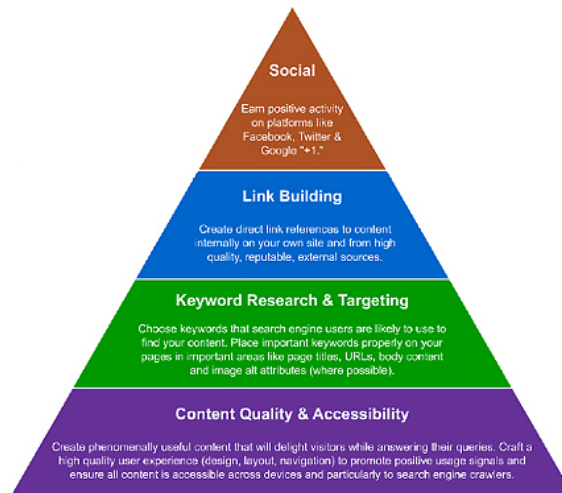 Social
Earn positive activity
on platforms like
Facebook, Twitter &
Google "+1."
Link Building
Create direct link references to content
internally on your own site and from high
quality, reputable, external sources.
Keyword Research & Targeting
Choose keywords that search engine users are likely to use to
find your content. Place important keywords properly on your
pages in important areas like page titles, URLs, body content
and image alt attributes (where possible).
Content Quality & Accessibility
Create phenomenally useful content that will delight visitors while answering their queries. Craft a
high quality user experience (design, layout, navigation) to promote positive usage signals and
ensure all content is accessible across devices and particularly to search engine crawlers.